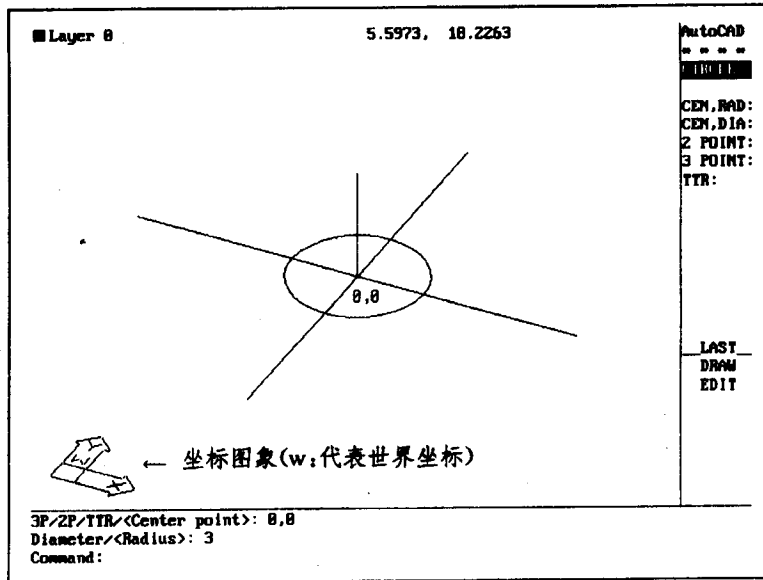 Layer 0
5.5973, 10.2263
AutoCAD
* * * *
CIRCLE
CEN,RAD:
CEN,DIA:
2 POINT:
3 POINT:
TTR:
0,0
__LAST__
DRAW
EDIT
Y
W
X
← 坐标图象(w:代表世界坐标)
3P/2P/TTR/<Center point>: 0,0
Diameter/<Radius>: 3
Command: